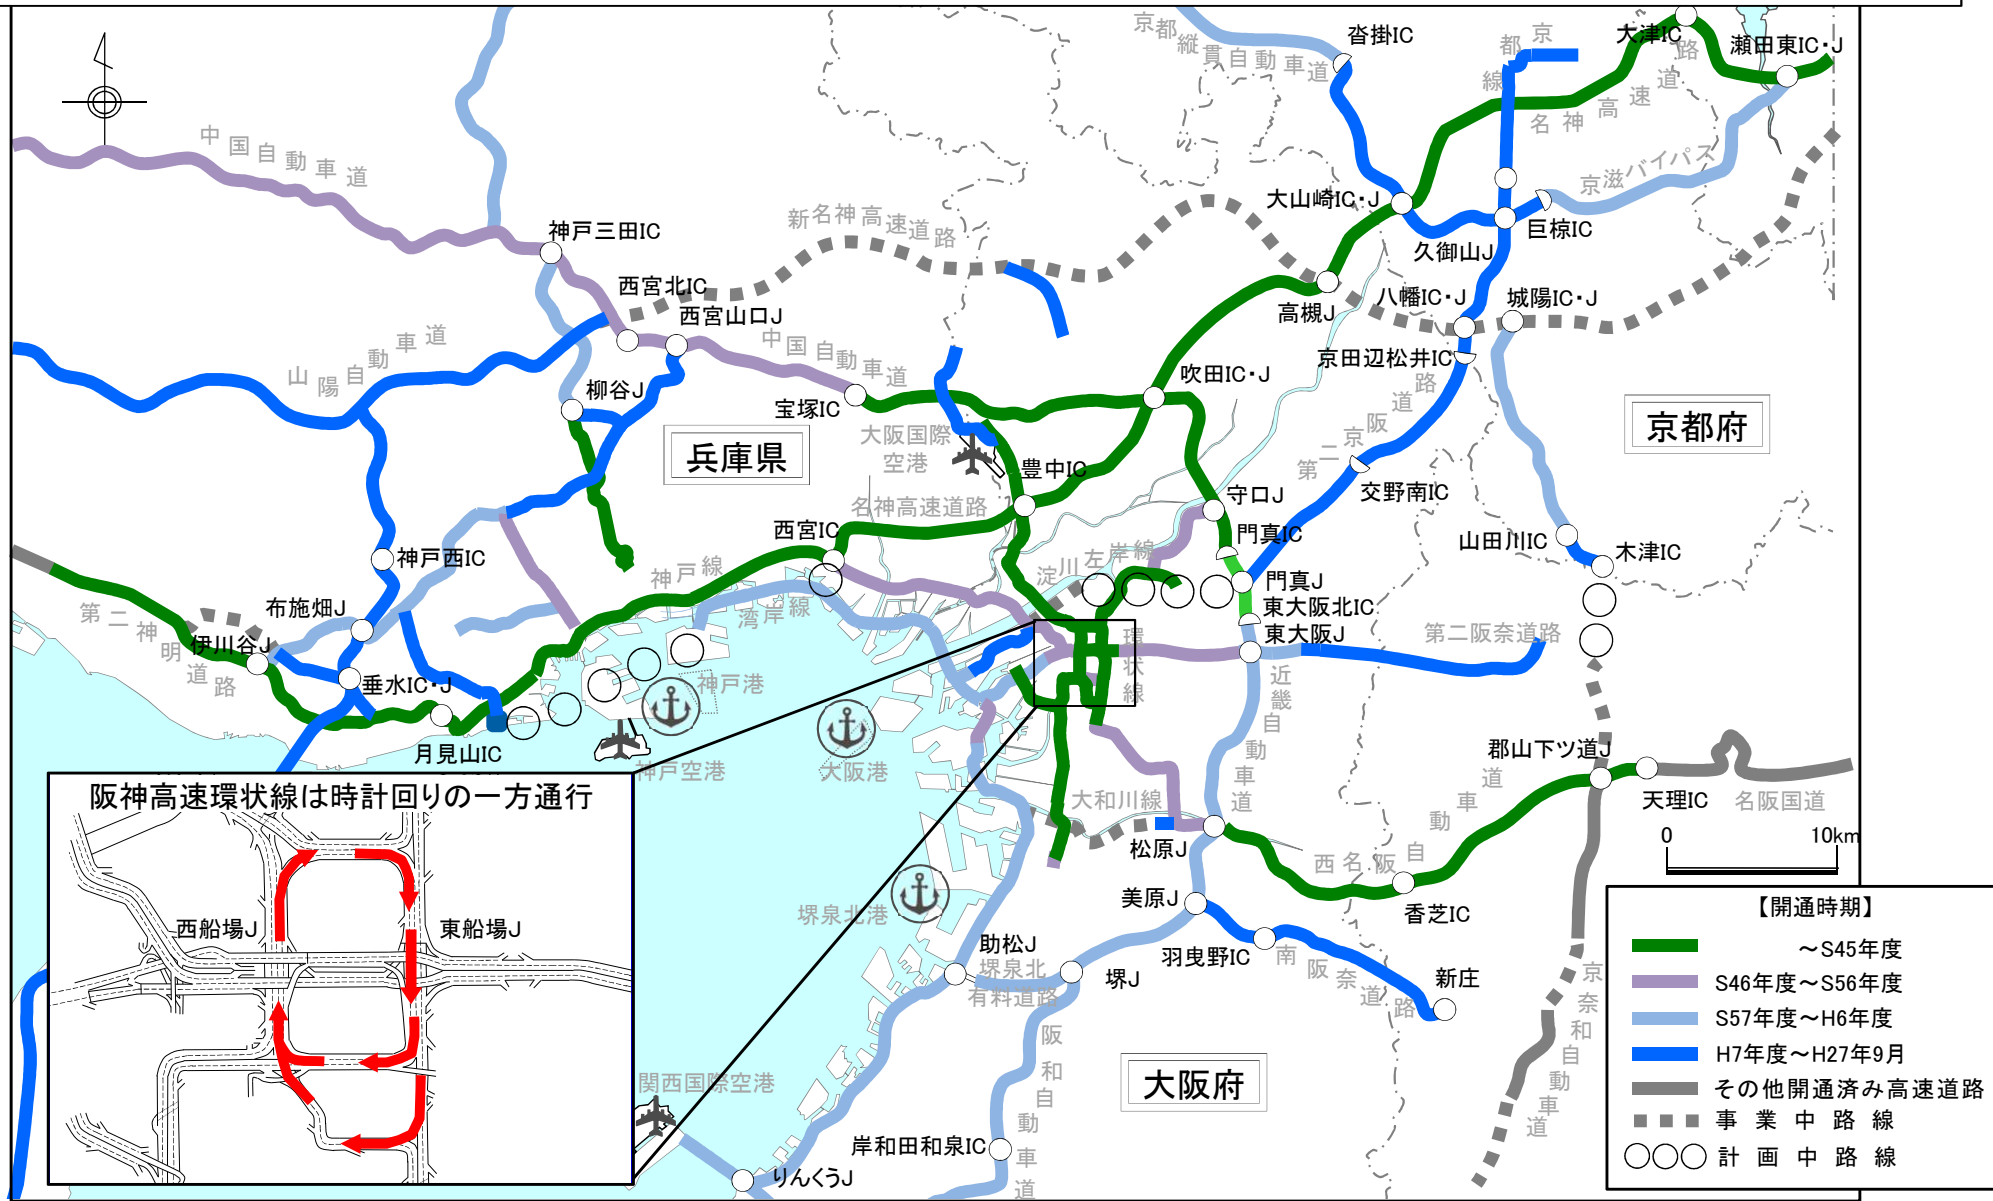 沓掛IC
京都縦貫自動車道
京都線
大津IC
瀬田東IC・J
名神高速道路
京滋バイパス
中国自動車道
大山崎IC・J
巨椋IC
久御山J
新名神高速道路
神戸三田IC
西宮北IC
西宮山口J
高槻J
八幡IC・J
城陽IC・J
山陽自動車道
中国自動車道
京田辺松井IC
柳谷J
宝塚IC
吹田IC・J
兵庫県
大阪国際
空港
豊中IC
第二京阪道路
京都府
交野南IC
名神高速道路
守口J
西宮IC
門真IC
山田川IC
木津IC
神戸西IC
神戸線
淀川左岸線
門真J
東大阪北IC
東大阪J
第二神明道路
布施畑J
湾岸線
環状線
第二阪奈道路
伊川谷J
垂水IC・J
神戸港
近畿自動車道
月見山IC
神戸空港
大阪港
郡山下ツ道J
天理IC
名阪国道
大和川線
松原J
西名阪自動車道
香芝IC
0 10km
阪神高速環状線は時計回りの一方通行
西船場J
東船場J
堺泉北港
美原J
羽曳野IC
南阪奈道路
新庄
助松J
堺泉北
有料道路
堺J
阪和自動車道
京奈和自動車道
関西国際空港
大阪府
岸和田和泉IC
りんくうJ
【開通時期】
～S45年度
S46年度～S56年度
S57年度～H6年度
H7年度～H27年9月
その他開通済み高速道路
事業中路線
計画中路線